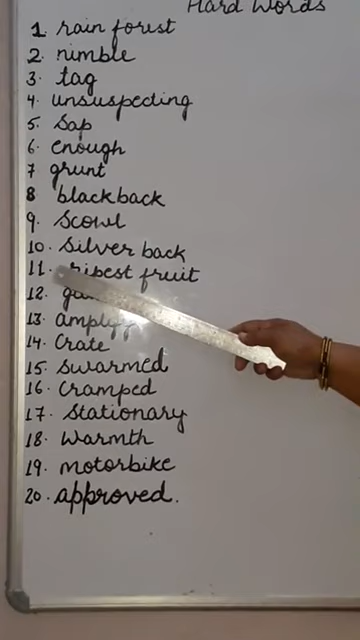 Hard Words
1. rain forest
2. nimble
3. tag
4. unsuspecting
5. Sap
6. enough
7 grunt
8 blackback
9. Scowl
10. Silver back
11. ripest fruit
12.
13. amply
14. Crate
15. Swarmed
16. Cramped
17. Stationary
18. Warmth
19. motorbike
20. approved.